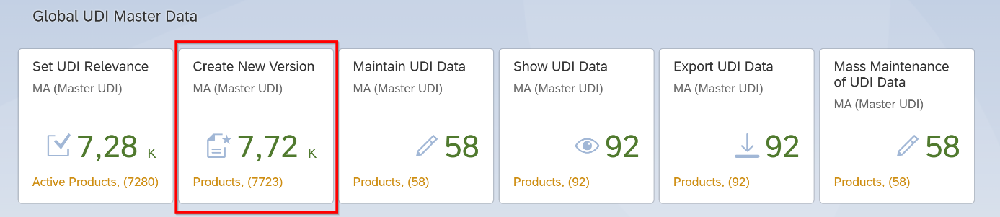 Global UDI Master Data
Set UDI Relevance
MA (Master UDI)
7,28 K
Active Products, (7280)
Create New Version
MA (Master UDI)
7,72 K
Products, (7723)
Maintain UDI Data
MA (Master UDI)
58
Products, (58)
Show UDI Data
MA (Master UDI)
92
Products, (92)
Export UDI Data
MA (Master UDI)
92
Products, (92)
Mass Maintenance
of UDI Data
MA (Master UDI)
58
Products, (58)